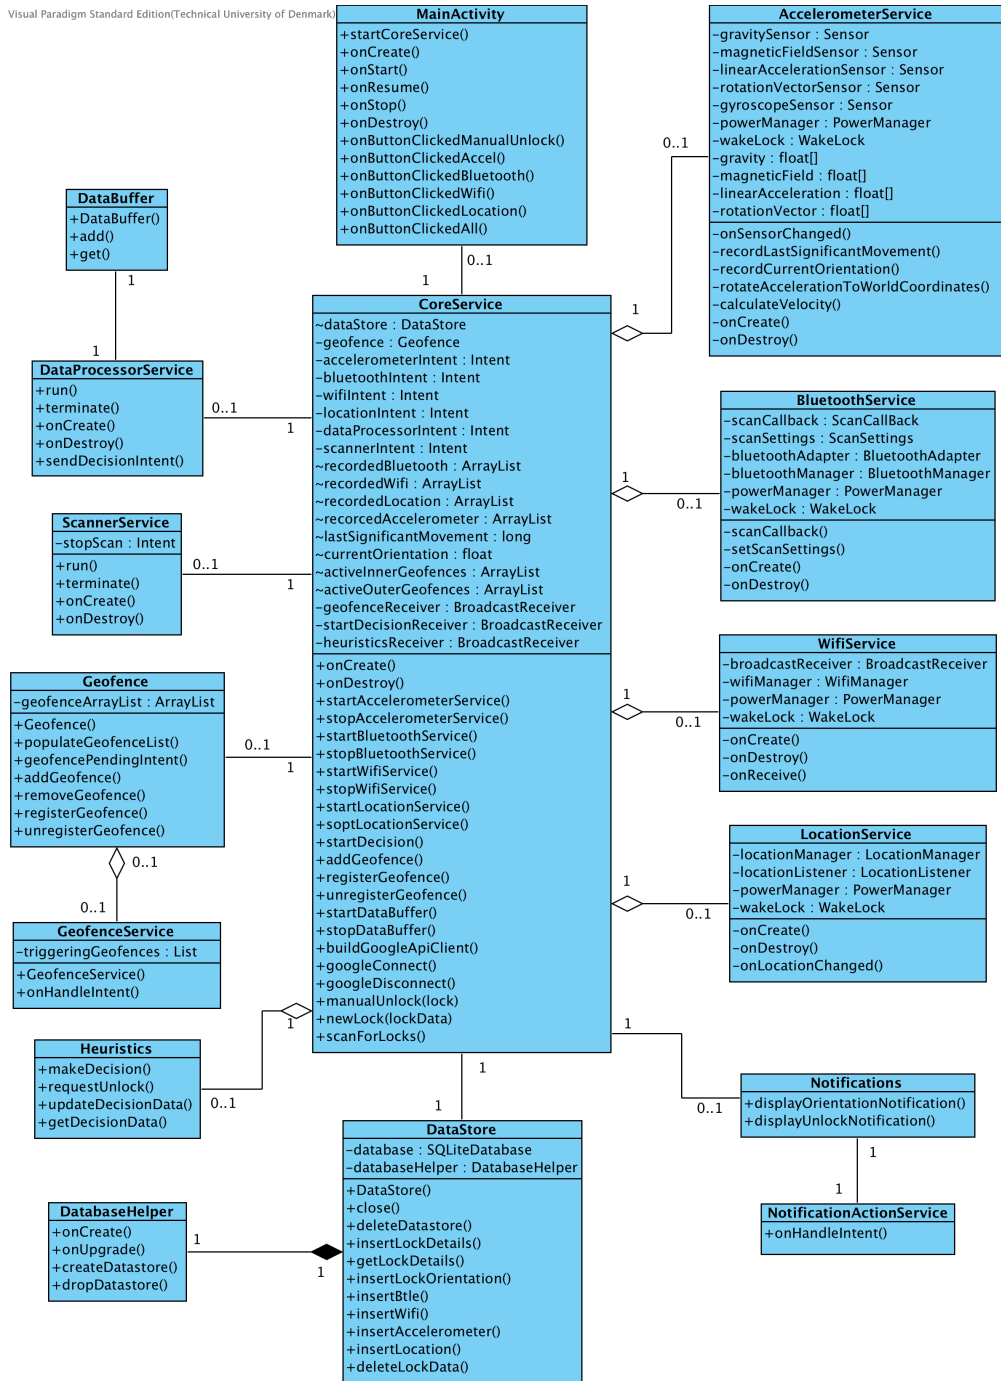 Visual Paradigm Standard Edition(Technical University of Denmark)
MainActivity
+startCoreService()
+onCreate()
+onStart()
+onResume()
+onStop()
+onDestroy()
+onButtonClickedManualUnlock()
+onButtonClickedAccel()
+onButtonClickedBluetooth()
+onButtonClickedWifi()
+onButtonClickedLocation()
+onButtonClickedAll()
0..1
1
AccelerometerService
-gravitySensor : Sensor
-magneticFieldSensor : Sensor
-linearAccelerationSensor : Sensor
-rotationVectorSensor : Sensor
-gyroscopeSensor : Sensor
-powerManager : PowerManager
-wakeLock : WakeLock
-gravity : float[]
-magneticField : float[]
-linearAcceleration : float[]
-rotationVector : float[]
-onSensorChanged()
-recordLastSignificantMovement()
-recordCurrentOrientation()
-rotateAccelerationToWorldCoordinates()
-calculateVelocity()
-onCreate()
-onDestroy()
0..1
1
DataBuffer
+DataBuffer()
+add()
+get()
1
1
DataProcessorService
+run()
+terminate()
+onCreate()
+onDestroy()
+sendDecisionIntent()
0..1
1
CoreService
~dataStore : DataStore
-geofence : Geofence
-accelerometerIntent : Intent
-bluetoothIntent : Intent
-wifiIntent : Intent
-locationIntent : Intent
-dataProcessorIntent : Intent
-scannerIntent : Intent
~recordedBluetooth : ArrayList
~recordedWifi : ArrayList
~recordedLocation : ArrayList
~recorcedAccelerometer : ArrayList
~lastSignificantMovement : long
~currentOrientation : float
~activeInnerGeofences : ArrayList
~activeOuterGeofences : ArrayList
-geofenceReceiver : BroadcastReceiver
-startDecisionReceiver : BroadcastReceiver
-heuristicsReceiver : BroadcastReceiver
+onCreate()
+onDestroy()
+startAccelerometerService()
+stopAccelerometerService()
+startBluetoothService()
+stopBluetoothService()
+startWifiService()
+stopWifiService()
+startLocationService()
+soptLocationService()
+startDecision()
+addGeofence()
+registerGeofence()
+unregisterGeofence()
+startDataBuffer()
+stopDataBuffer()
+buildGoogleApiClient()
+googleConnect()
+googleDisconnect()
+manualUnlock(lock)
+newLock(lockData)
+scanForLocks()
BluetoothService
-scanCallback : ScanCallBack
-scanSettings : ScanSettings
-bluetoothAdapter : BluetoothAdapter
-bluetoothManager : BluetoothManager
-powerManager : PowerManager
-wakeLock : WakeLock
-scanCallback()
-setScanSettings()
-onCreate()
-onDestroy()
1
0..1
ScannerService
-stopScan : Intent
+run()
+terminate()
+onCreate()
+onDestroy()
0..1
1
WifiService
-broadcastReceiver : BroadcastReceiver
-wifiManager : WifiManager
-powerManager : PowerManager
-wakeLock : WakeLock
-onCreate()
-onDestroy()
-onReceive()
1
0..1
Geofence
-geofenceArrayList : ArrayList
+Geofence()
+populateGeofenceList()
+geofencePendingIntent()
+addGeofence()
+removeGeofence()
+registerGeofence()
+unregisterGeofence()
0..1
1
0..1
0..1
LocationService
-locationManager : LocationManager
-locationListener : LocationListener
-powerManager : PowerManager
-wakeLock : WakeLock
-onCreate()
-onDestroy()
-onLocationChanged()
1
0..1
GeofenceService
-triggeringGeofences : List
+GeofenceService()
+onHandleIntent()
Heuristics
+makeDecision()
+requestUnlock()
+updateDecisionData()
+getDecisionData()
1
0..1
1
0..1
Notifications
+displayOrientationNotification()
+displayUnlockNotification()
1
1
NotificationActionService
+onHandleIntent()
1
1
DataStore
-database : SQLiteDatabase
-databaseHelper : DatabaseHelper
+DataStore()
+close()
+deleteDatastore()
+insertLockDetails()
+getLockDetails()
+insertLockOrientation()
+insertBtle()
+insertWifi()
+insertAccelerometer()
+insertLocation()
+deleteLockData()
DatabaseHelper
+onCreate()
+onUpgrade()
+createDatastore()
+dropDatastore()
1
1